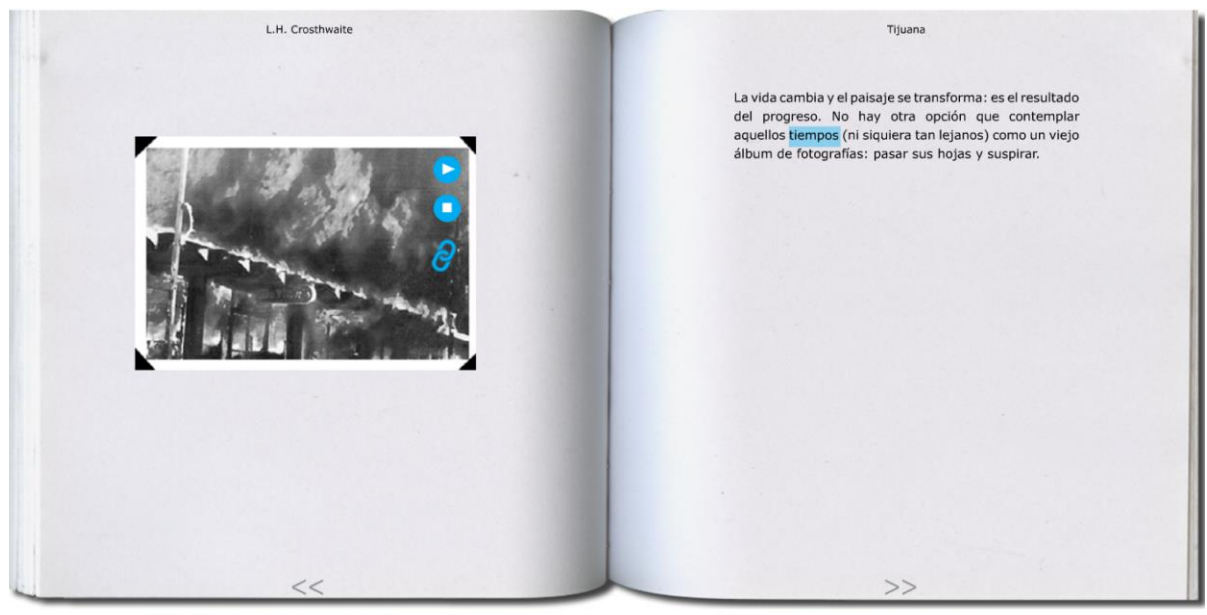 L.H. Crosthwaite
<<
Tijuana
La vida cambia y el paisaje se transforma: es el resultado
del progreso. No hay otra opción que contemplar
aquellos tiempos (ni siquiera tan lejanos) como un viejo
álbum de fotografías: pasar sus hojas y suspirar.
>>